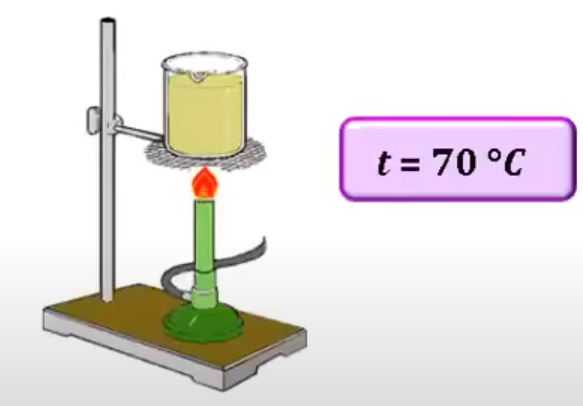 t = 70 °C